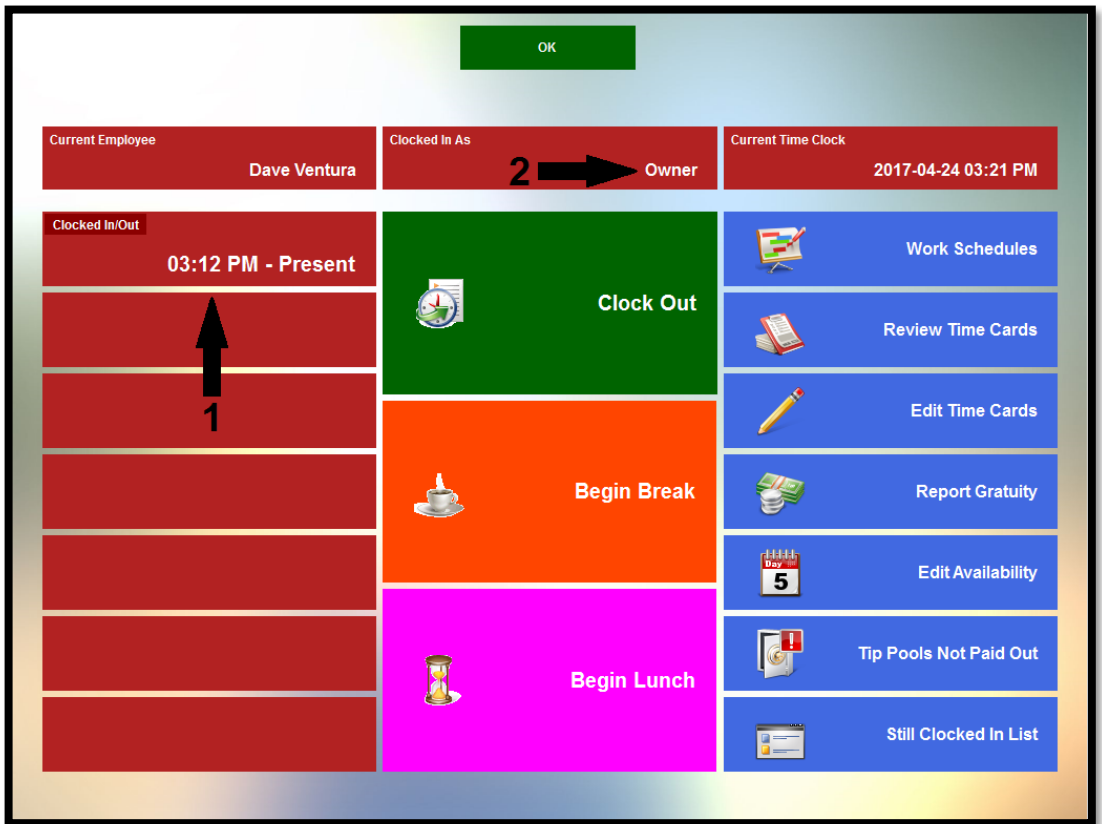 OK
Current Employee
Dave Ventura
Clocked In As
2
Owner
Current Time Clock
2017-04-24 03:21 PM
Clocked In/Out
03:12 PM - Present
1
Clock Out
Begin Break
Begin Lunch
Work Schedules
Review Time Cards
Edit Time Cards
Report Gratuity
Day
5
Edit Availability
!
Tip Pools Not Paid Out
Still Clocked In List